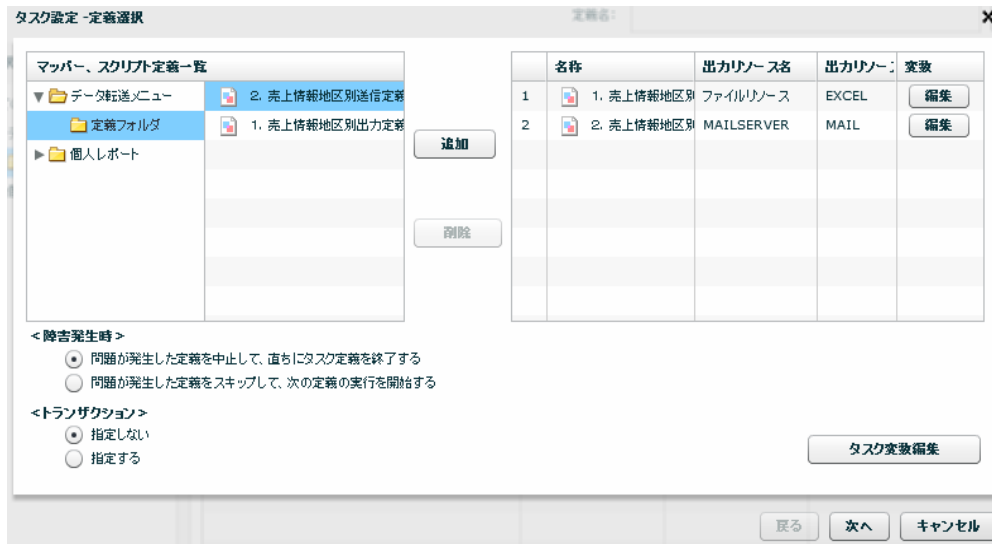 タスク設定 -定義選択
定義名:
マッパー、スクリプト定義一覧
データ転送メニュー
定義フォルダ
個人レポート
2. 売上情報地区別送信定義
1. 売上情報地区別出力定義
追加
削除
名称 出力リソース名 出力リソース 変数
1 1. 売上情報地区別 ファイルリソース EXCEL 編集
2 2. 売上情報地区別 MAILSERVER MAIL 編集
<障害発生時>
問題が発生した定義を中止して、直ちにタスク定義を終了する
問題が発生した定義をスキップして、次の定義の実行を開始する
<トランザクション>
指定しない
指定する
タスク変数編集
戻る 次へ キャンセル